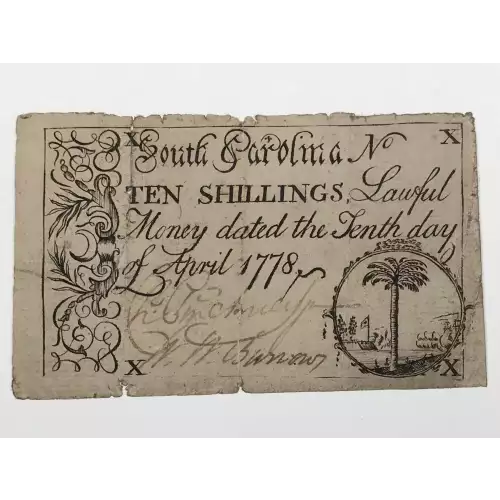 X X
South Carolina No
TEN SHILLINGS, Lawful
Money dated the Tenth day
of April 1778,
X X